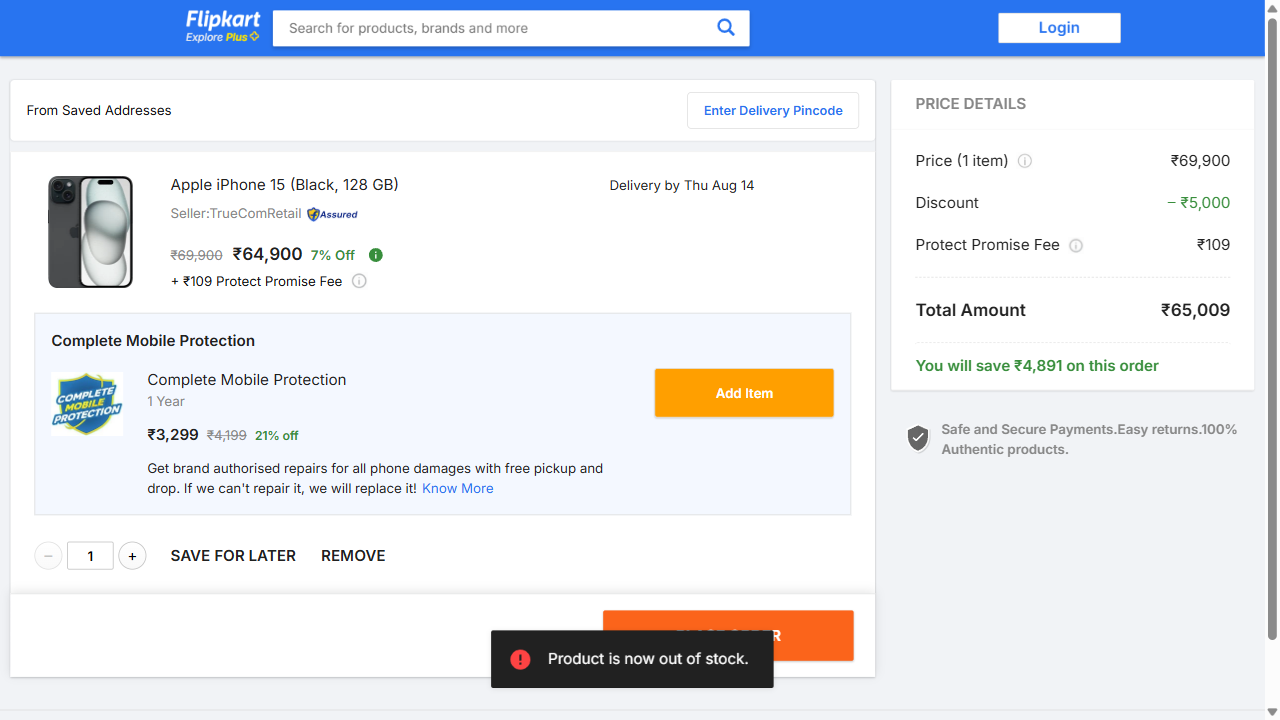 Flipkart
Explore Plus
Search for products, brands and more
Login
From Saved Addresses
Enter Delivery Pincode
Apple iPhone 15 (Black, 128 GB)
Delivery by Thu Aug 14
Seller:TrueComRetail Assured
₹69,900 ₹64,900 7% Off
+ ₹109 Protect Promise Fee
Complete Mobile Protection
COMPLETE
MOBILE
PROTECTION
Complete Mobile Protection
1 Year
₹3,299 ₹4,199 21% off
Get brand authorised repairs for all phone damages with free pickup and
drop. If we can't repair it, we will replace it! Know More
Add Item
1
SAVE FOR LATER
REMOVE
Product is now out of stock.
PRICE DETAILS
Price (1 item) ₹69,900
Discount − ₹5,000
Protect Promise Fee ₹109
Total Amount ₹65,009
You will save ₹4,891 on this order
Safe and Secure Payments.Easy returns.100%
Authentic products.